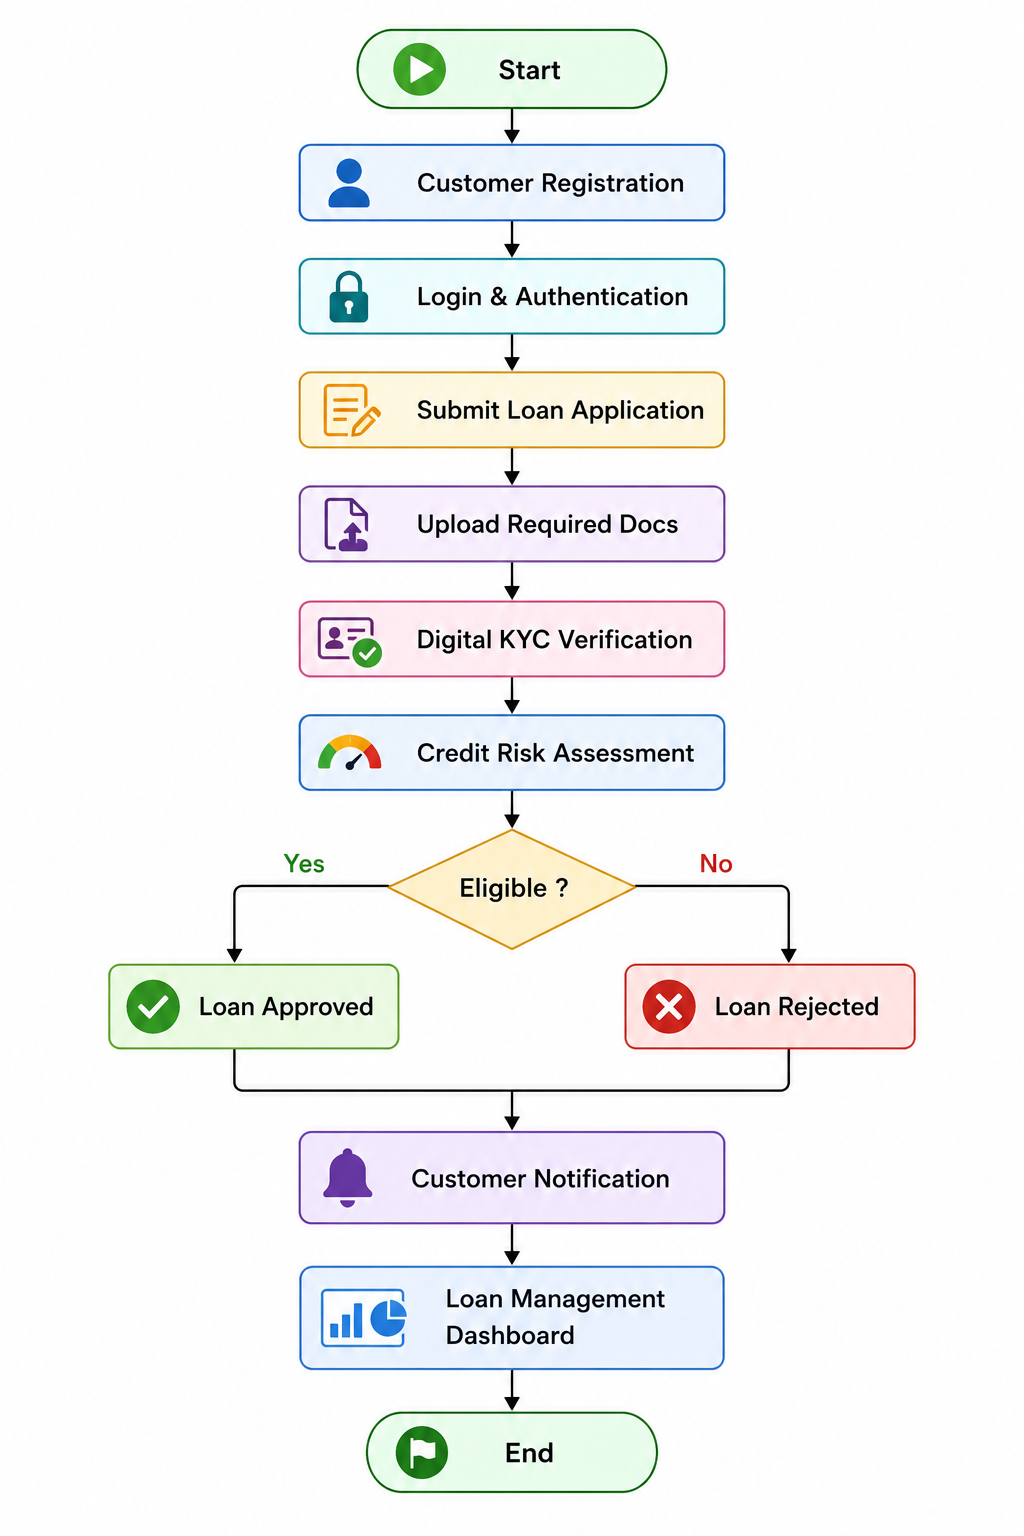 Start
Customer Registration
Login & Authentication
Submit Loan Application
Upload Required Docs
Digital KYC Verification
Credit Risk Assessment
Yes
No
Eligible ?
Loan Approved
Loan Rejected
Customer Notification
Loan Management
Dashboard
End